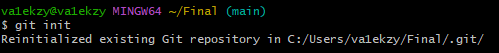 va1ekzy@va1ekzy MINGW64 ~/Final (main)
$ git init
Reinitialized existing Git repository in C:/Users/va1ekzy/Final/.git/